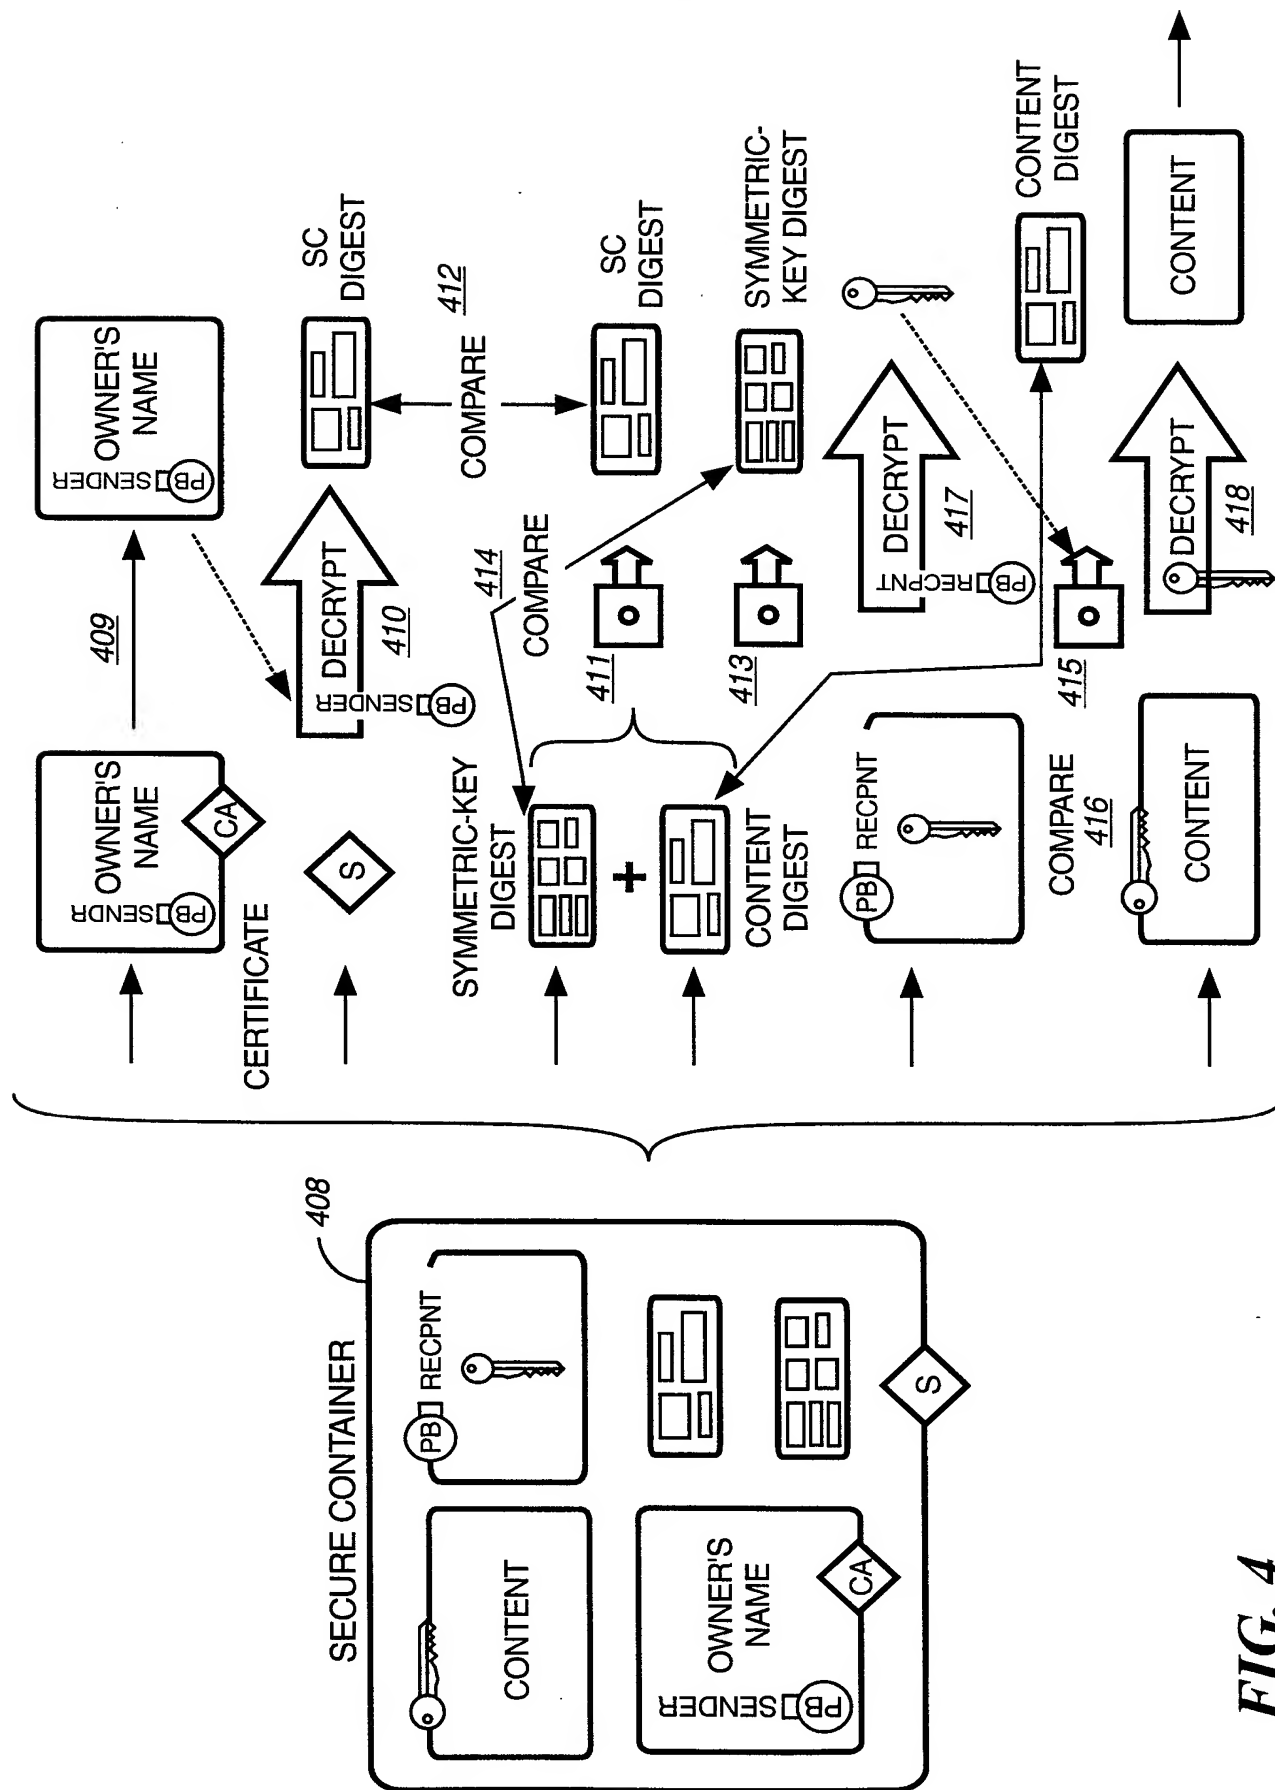 SECURE CONTAINER
408
CONTENT
PB RECPNT
OWNER'S
NAME
PB SENDER
CA
S
OWNER'S
NAME
PB SENDR
CA
CERTIFICATE
409
OWNER'S
NAME
PB SENDER
S
DECRYPT
PB SENDER
410
SC
DIGEST
COMPARE
412
SYMMETRIC-KEY
DIGEST
+
CONTENT
DIGEST
414
COMPARE
411
SC
DIGEST
413
SYMMETRIC-
KEY DIGEST
PB RECPNT
DECRYPT
PB RECPNT
417
COMPARE
416
415
CONTENT
DIGEST
CONTENT
DECRYPT
418
CONTENT
FIG. 4